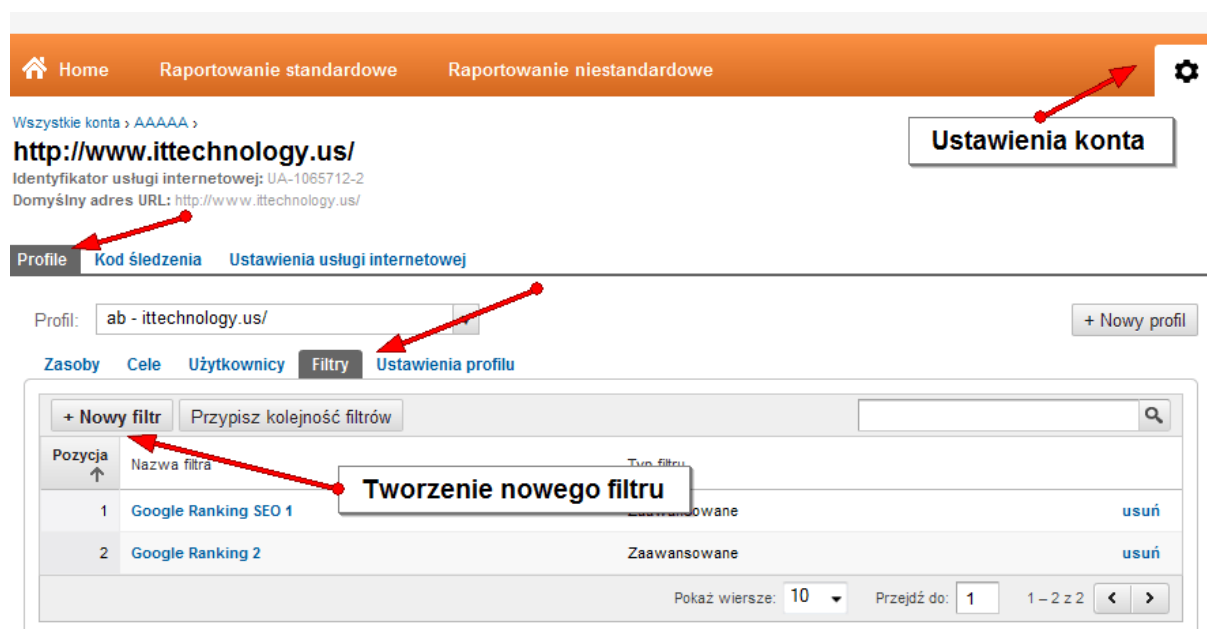 Home Raportowanie standardowe Raportowanie niestandardowe
Wszystkie konta › AAAAA ›
http://www.ittechnology.us/
Ustawienia konta
Identyfikator usługi internetowej: UA-1065712-2
Domyślny adres URL: http://www.ittechnology.us/
Profile Kod śledzenia Ustawienia usługi internetowej
Profil: ab - ittechnology.us/ + Nowy profil
Zasoby Cele Użytkownicy Filtry Ustawienia profilu
+ Nowy filtr Przypisz kolejność filtrów
Pozycja Nazwa filtra Typ filtru
Tworzenie nowego filtru
1 Google Ranking SEO 1 Zaawansowane usuń
2 Google Ranking 2 Zaawansowane usuń
Pokaż wiersze: 10 Przejdź do: 1 1 – 2 z 2